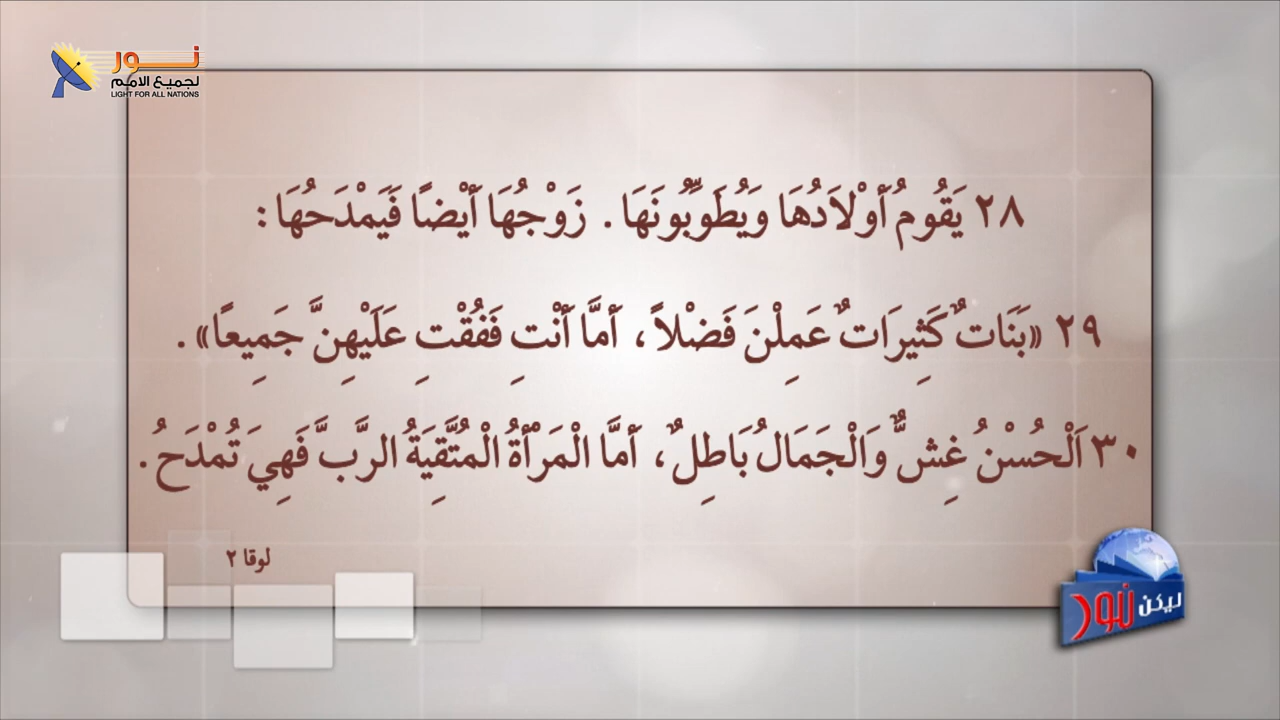 نور
لجميع الامم
LIGHT FOR ALL NATIONS
٢٨ يَقُومُ أَوْلاَدُهَا وَيُطَوِّبُونَهَا. زَوْجُهَا أَيْضًا فَيَمْدَحُهَا:
٢٩ «بَنَاتٌ كَثِيرَاتٌ عَمِلْنَ فَضْلاً، أَمَّا أَنْتِ فَفُقْتِ عَلَيْهِنَّ جَمِيعًا».
٣٠ اَلْحُسْنُ غِشٌّ وَالْجَمَالُ بَاطِلٌ، أَمَّا الْمَرْأَةُ الْمُتَّقِيَةُ الرَّبَّ فَهِيَ تُمْدَحُ.
لوقا ٢
ليكن نور